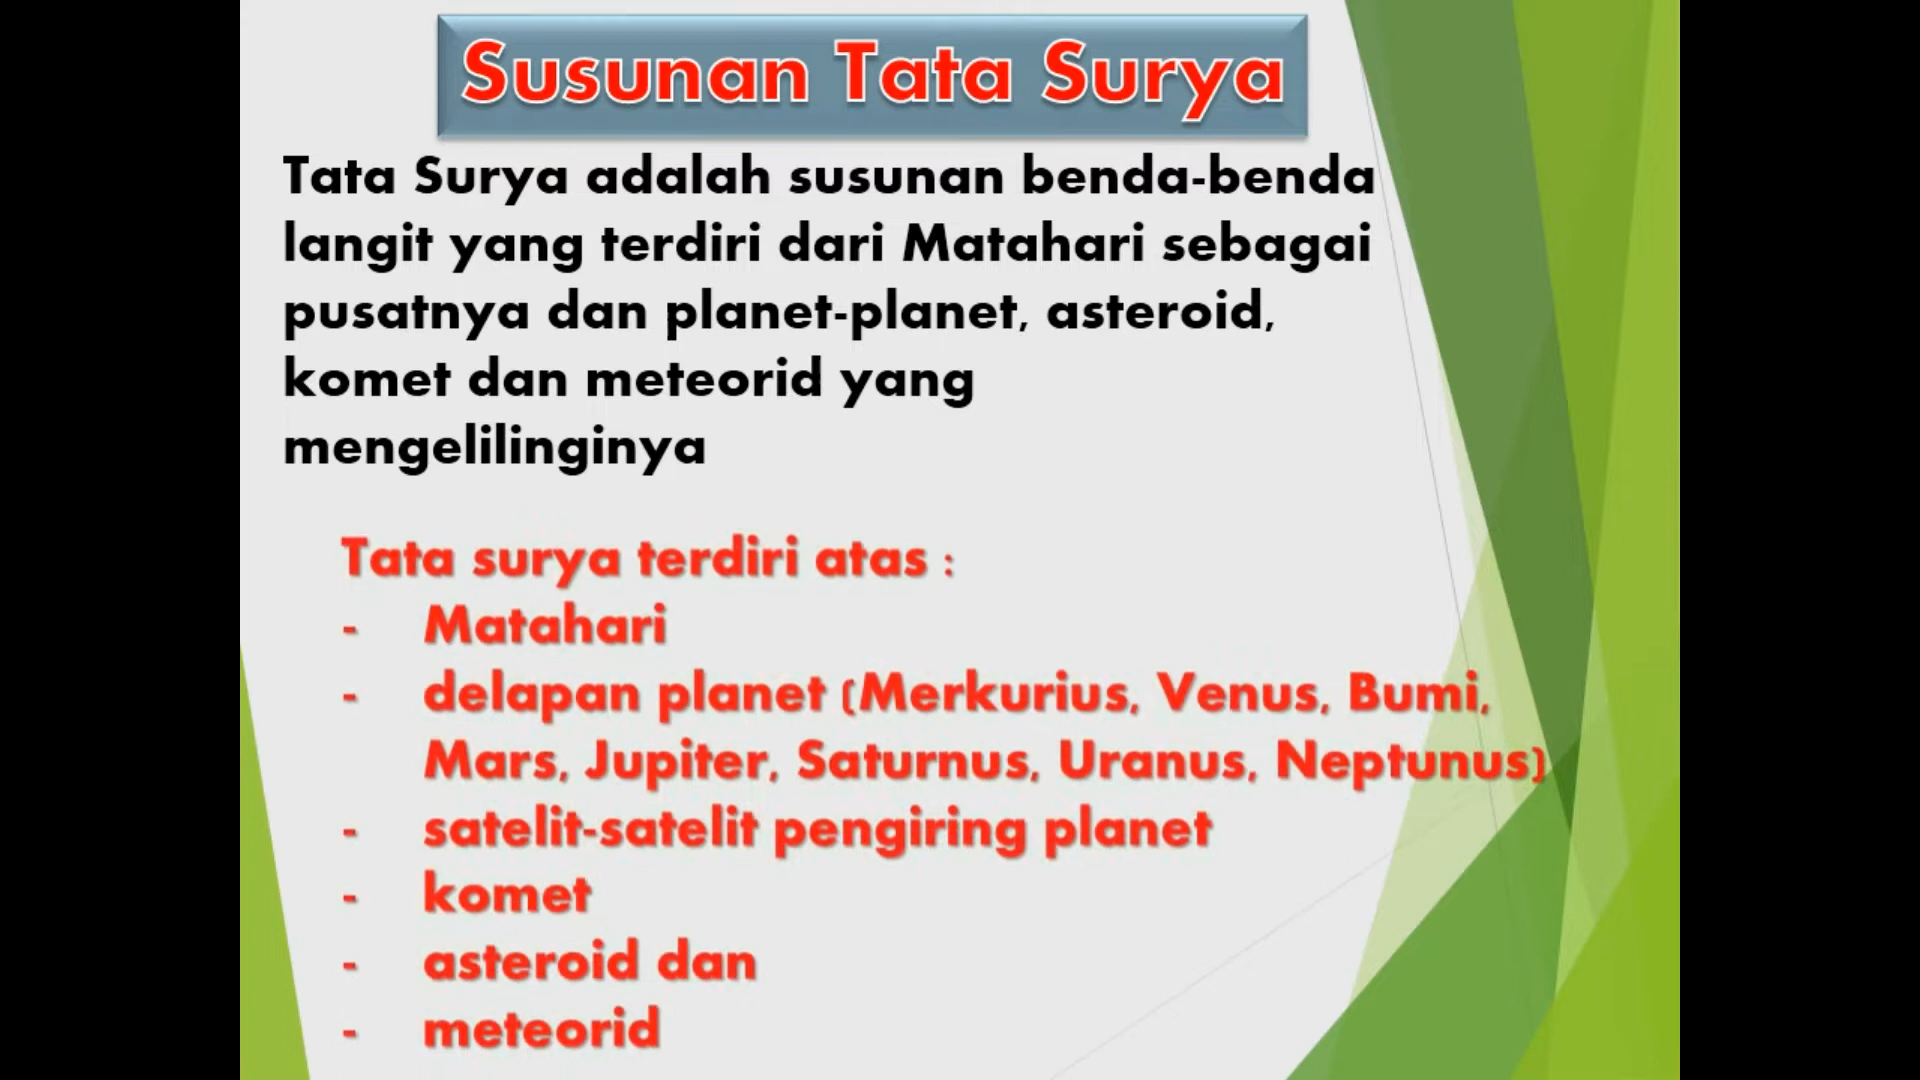 Susunan Tata Surya
Tata Surya adalah susunan benda-benda
langit yang terdiri dari Matahari sebagai
pusatnya dan planet-planet, asteroid,
komet dan meteorid yang
mengelilinginya
Tata surya terdiri atas :
- Matahari
- delapan planet (Merkurius, Venus, Bumi,
Mars, Jupiter, Saturnus, Uranus, Neptunus)
- satelit-satelit pengiring planet
- komet
- asteroid dan
- meteorid